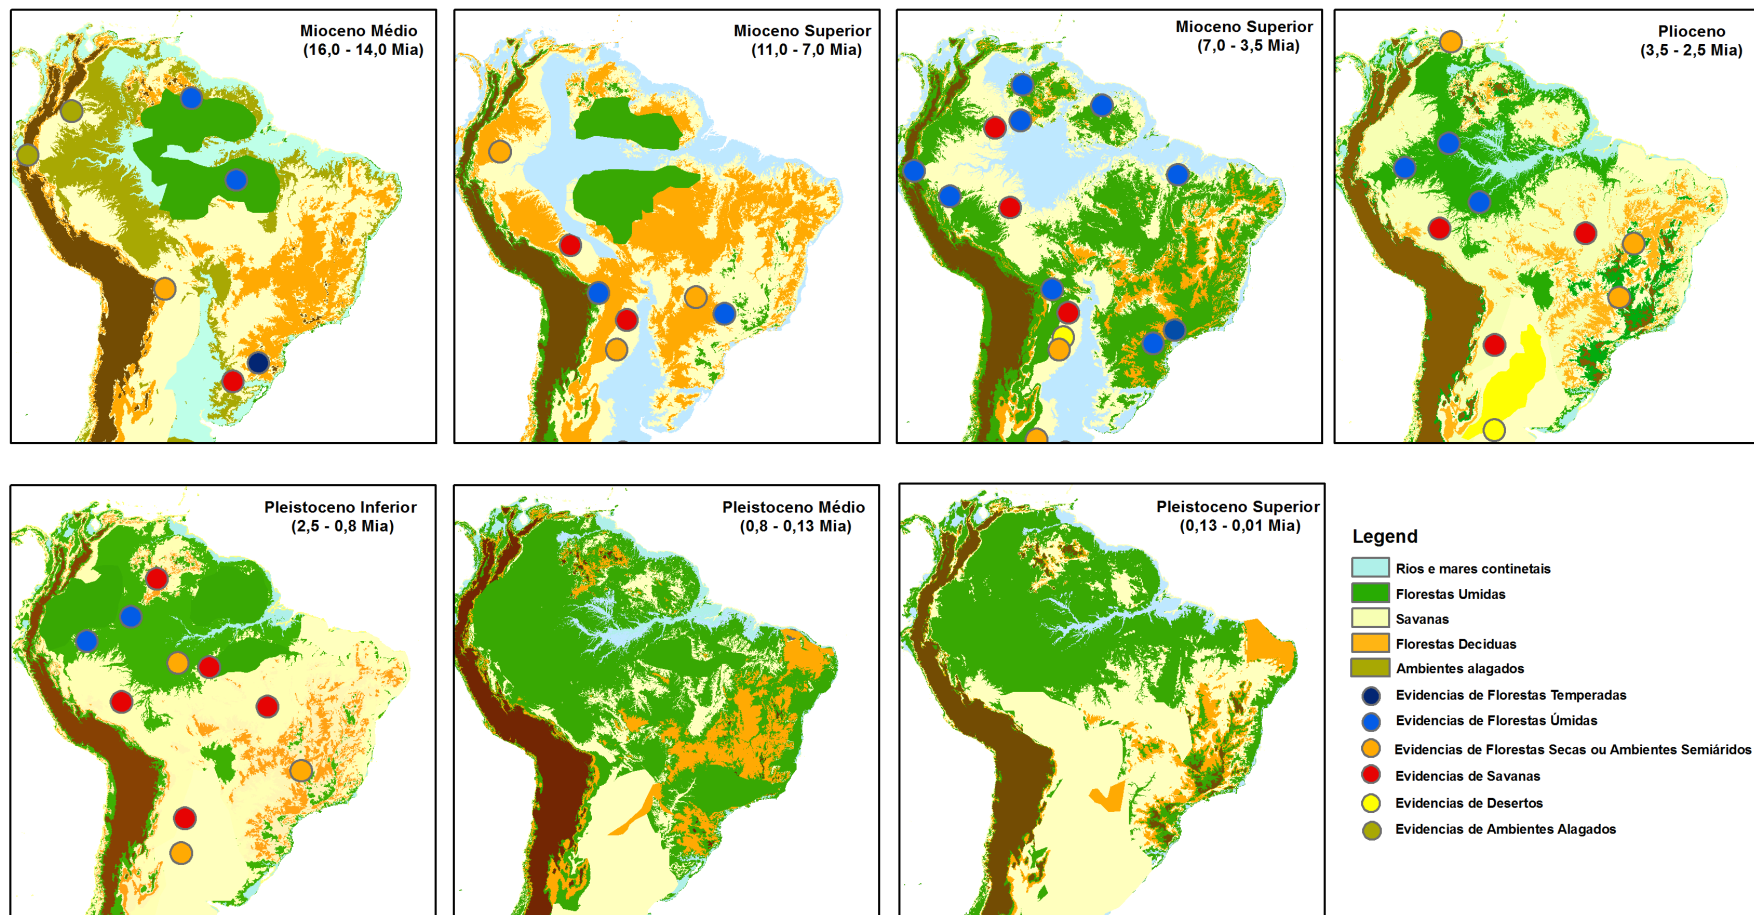 Mioceno Médio
(16,0 - 14,0 Mia)
Mioceno Superior
(11,0 - 7,0 Mia)
Mioceno Superior
(7,0 - 3,5 Mia)
Plioceno
(3,5 - 2,5 Mia)
Pleistoceno Inferior
(2,5 - 0,8 Mia)
Pleistoceno Médio
(0,8 - 0,13 Mia)
Pleistoceno Superior
(0,13 - 0,01 Mia)
Legend
Rios e mares continetais
Florestas Umidas
Savanas
Florestas Deciduas
Ambientes alagados
Evidencias de Florestas Temperadas
Evidencias de Florestas Úmidas
Evidencias de Florestas Secas ou Ambientes Semiáridos
Evidencias de Savanas
Evidencias de Desertos
Evidencias de Ambientes Alagados